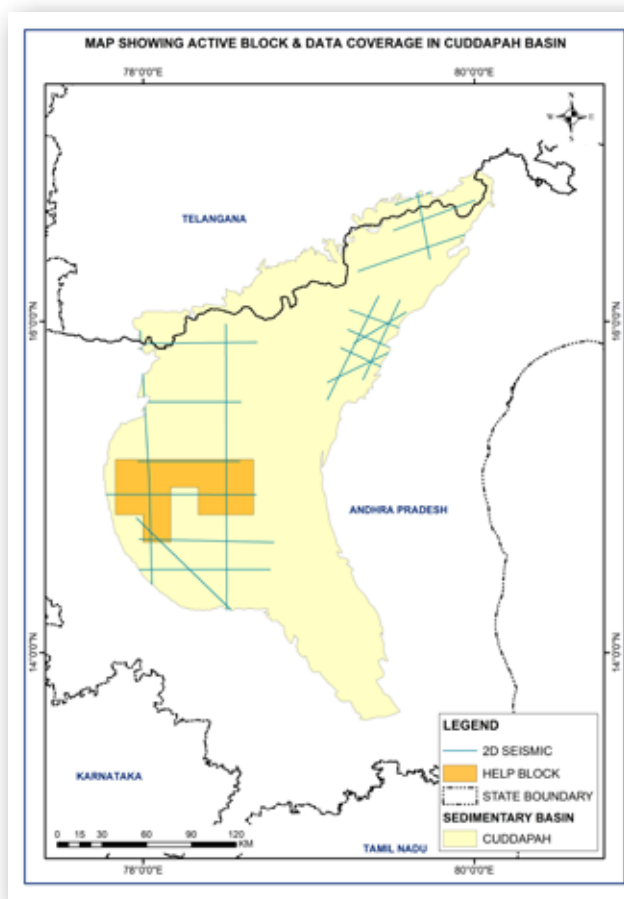 MAP SHOWING ACTIVE BLOCK & DATA COVERAGE IN CUDDAPAH BASIN
78°0'0"E 80°0'0"E
N
W E
S
TELANGANA
16°0'0"N 16°0'0"N
ANDHRA PRADESH
14°0'0"N 14°0'0"N
LEGEND
2D SEISMIC
HELP BLOCK
STATE BOUNDARY
SEDIMENTARY BASIN
CUDDAPAH
KARNATAKA
0 15 30 60 90 120
KM
TAMIL NADU
78°0'0"E 80°0'0"E